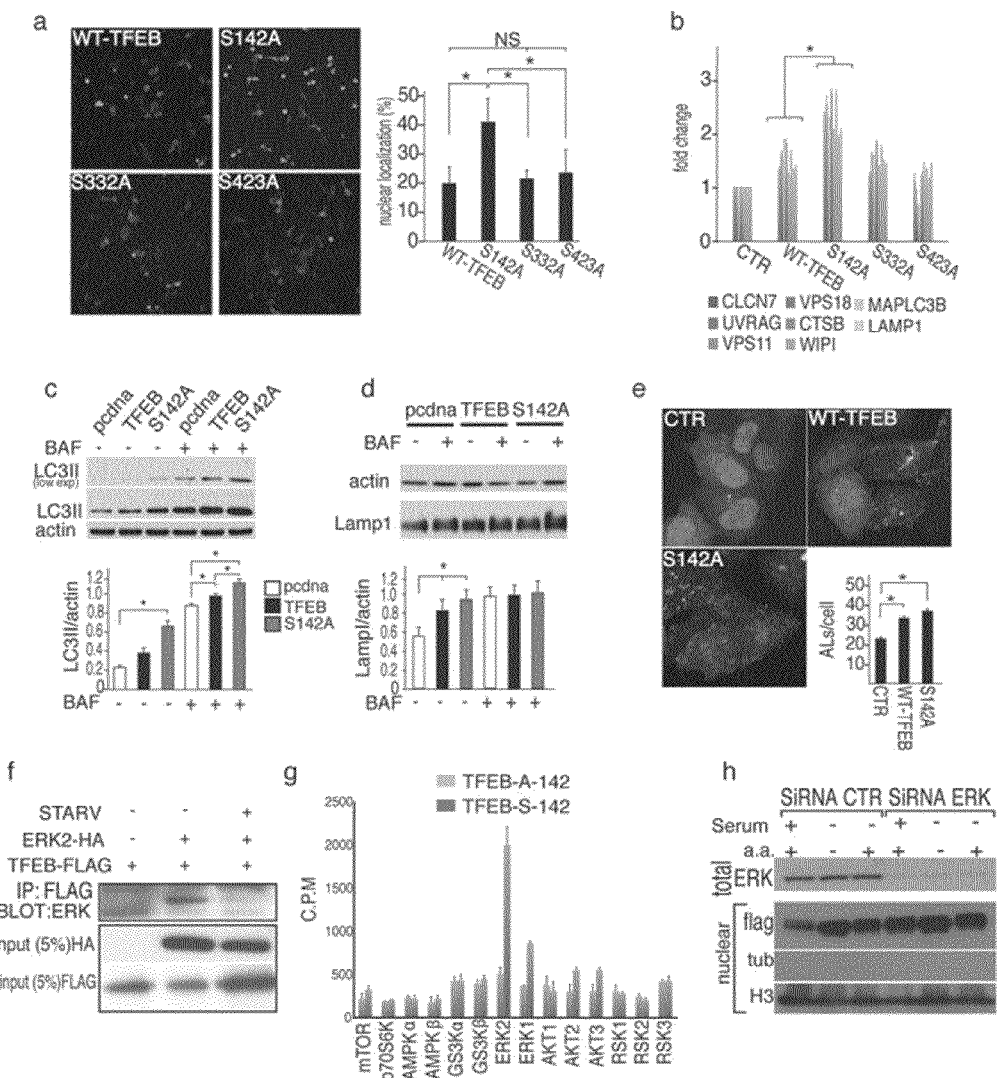 a
WT-TFEB
S142A
S332A
S423A
NS
* * *
nuclear localization (%)
50
40
30
20
10
0
WT-TFEB
S142A
S332A
S423A
b
*
fold change
3
2
1
0
CTR
WT-TFEB
S142A
S332A
S423A
CLCN7 VPS18 MAPLC3B
UVRAG CTSB LAMP1
VPS11 WIPI
c
pcdna TFEB S142A pcdna TFEB S142A
BAF - - - + + +
LC3II
(low exp)
LC3II
actin
LC3II/actin
1.2
1.0
0.8
0.6
0.4
0.2
0
* * * *
pcdna
TFEB
S142A
BAF - - - + + +
d
pcdna TFEB S142A
BAF - + - + - +
actin
Lamp1
LampI/actin
1.2
1.0
0.8
0.6
0.4
0.2
0
*
BAF - - - + + +
e
CTR
WT-TFEB
S142A
ALs/cell
50
40
30
20
10
* *
CTR
WT-TFEB
S142A
f
STARV - - +
ERK2-HA - + +
TFEB-FLAG + + +
IP: FLAG
BLOT:ERK
nput (5%)HA
input (5%)FLAG
g
TFEB-A-142
TFEB-S-142
C.P.M
2500
2000
1500
1000
500
0
mTOR
p70S6K
AMPKα
AMPKβ
GS3Kα
GS3Kβ
ERK2
ERK1
AKT1
AKT2
AKT3
RSK1
RSK2
RSK3
h
SiRNA CTR SiRNA ERK
Serum + - - + - -
a.a. + - + + - +
total ERK
nuclear
flag
tub
H3